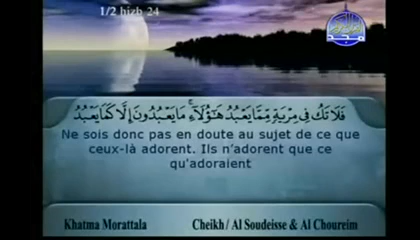 1/2 hizb 24
فَلَا تَكُ فِي مِرْيَةٍ مِّمَّا يَعْبُدُ هَٰؤُلَاءِ ۚ مَا يَعْبُدُونَ إِلَّا كَمَا يَعْبُدُ
Ne sois donc pas en doute au sujet de ce que
ceux-là adorent. Ils n'adorent que ce
qu'adoraient
Khatma Morattala
Cheikh/ Al Soudeisse & Al Choureim